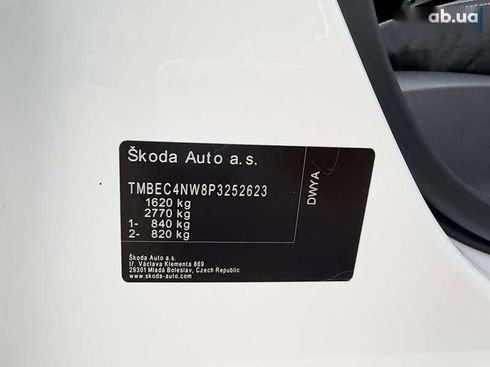 ab.ua
Škoda Auto a.s.
TMBEC4NW8P3252623
1620 kg
2770 kg
1- 840 kg
2- 820 kg
DWYA
Škoda Auto a.s.
tř. Václava Klementa 869
29301 Mladá Boleslav, Czech Republic
www.skoda-auto.com